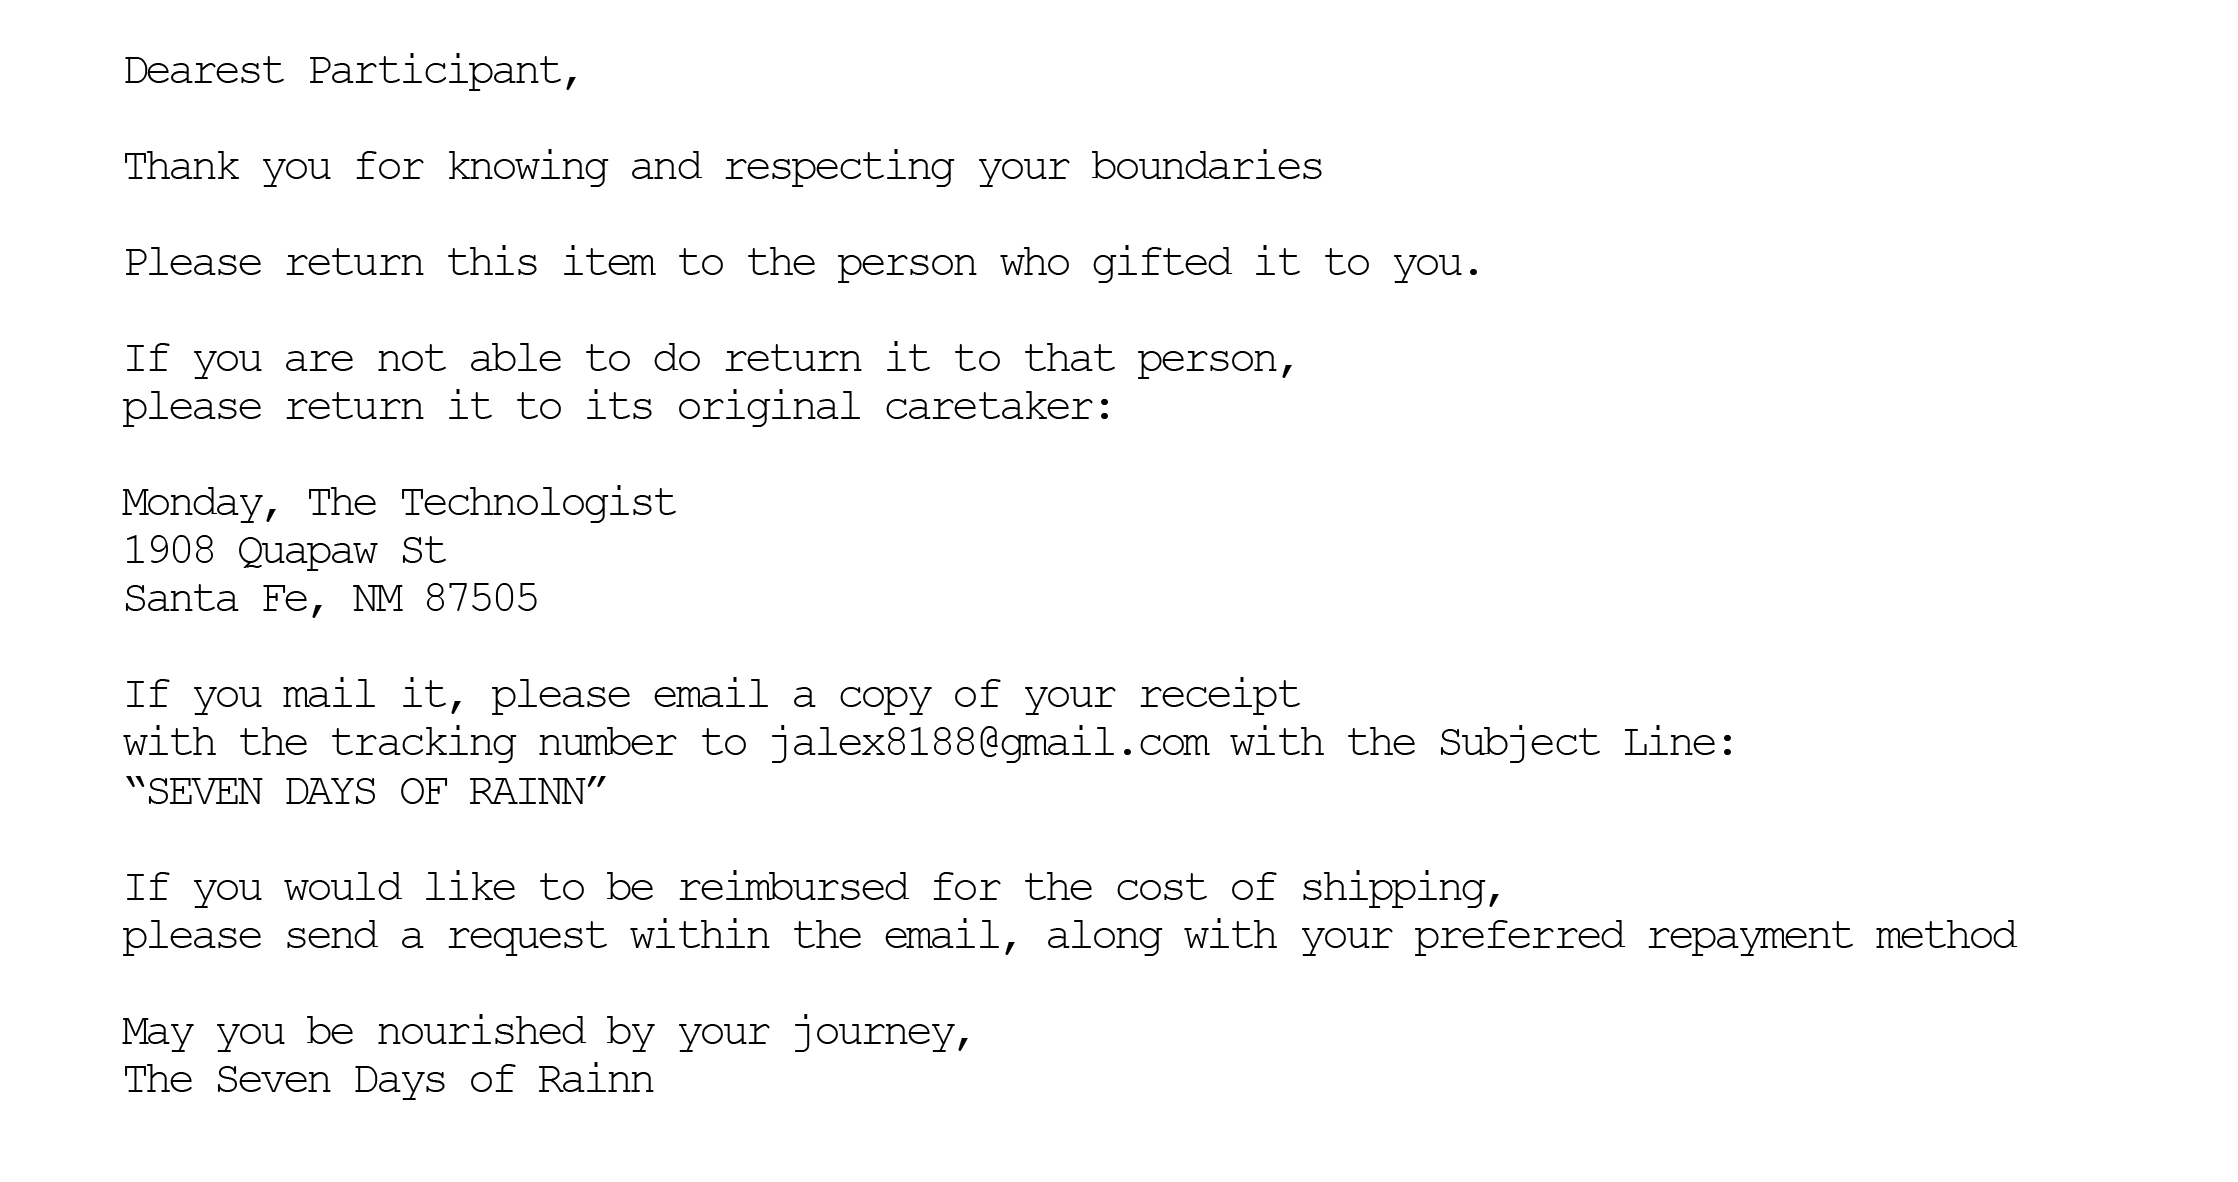 Dearest Participant,
Thank you for knowing and respecting your boundaries
Please return this item to the person who gifted it to you.
If you are not able to do return it to that person,
please return it to its original caretaker:
Monday, The Technologist
1908 Quapaw St
Santa Fe, NM 87505
If you mail it, please email a copy of your receipt
with the tracking number to jalex8188@gmail.com with the Subject Line:
“SEVEN DAYS OF RAINN”
If you would like to be reimbursed for the cost of shipping,
please send a request within the email, along with your preferred repayment method
May you be nourished by your journey,
The Seven Days of Rainn